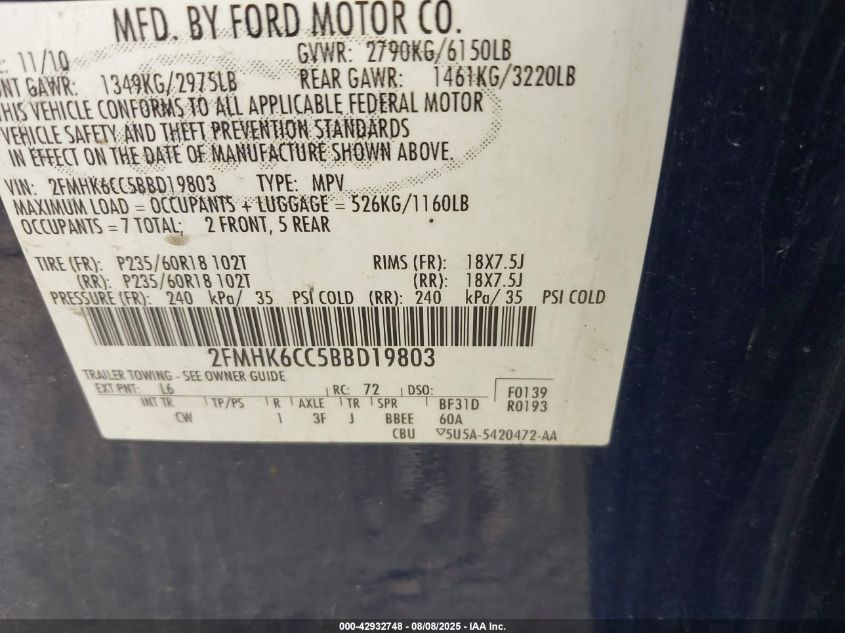 MFD. BY FORD MOTOR CO.
: 11/10 GVWR: 2790KG/6150LB
NT GAWR: 1349KG/2975LB REAR GAWR: 1461KG/3220LB
THIS VEHICLE CONFORMS TO ALL APPLICABLE FEDERAL MOTOR
VEHICLE SAFETY AND THEFT PREVENTION STANDARDS
IN EFFECT ON THE DATE OF MANUFACTURE SHOWN ABOVE.
VIN: 2FMHK6CC5BBD19803 TYPE: MPV
MAXIMUM LOAD = OCCUPANTS + LUGGAGE = 526KG/1160LB
OCCUPANTS = 7 TOTAL; 2 FRONT, 5 REAR
TIRE (FR): P235/60R18 102T RIMS (FR): 18X7.5J
(RR): P235/60R18 102T (RR): 18X7.5J
PRESSURE (FR): 240 kPa/ 35 PSI COLD (RR): 240 kPa/ 35 PSI COLD
2FMHK6CC5BBD19803
TRAILER TOWING - SEE OWNER GUIDE
EXT PNT: L6 RC: 72 DSO: F0139
INT TR TP/PS R AXLE TR SPR BF31D R0193
CW 1 3F J BBEE 60A
CBU 5U5A-5420472-AA
000-42932748 - 08/08/2025 - IAA Inc.